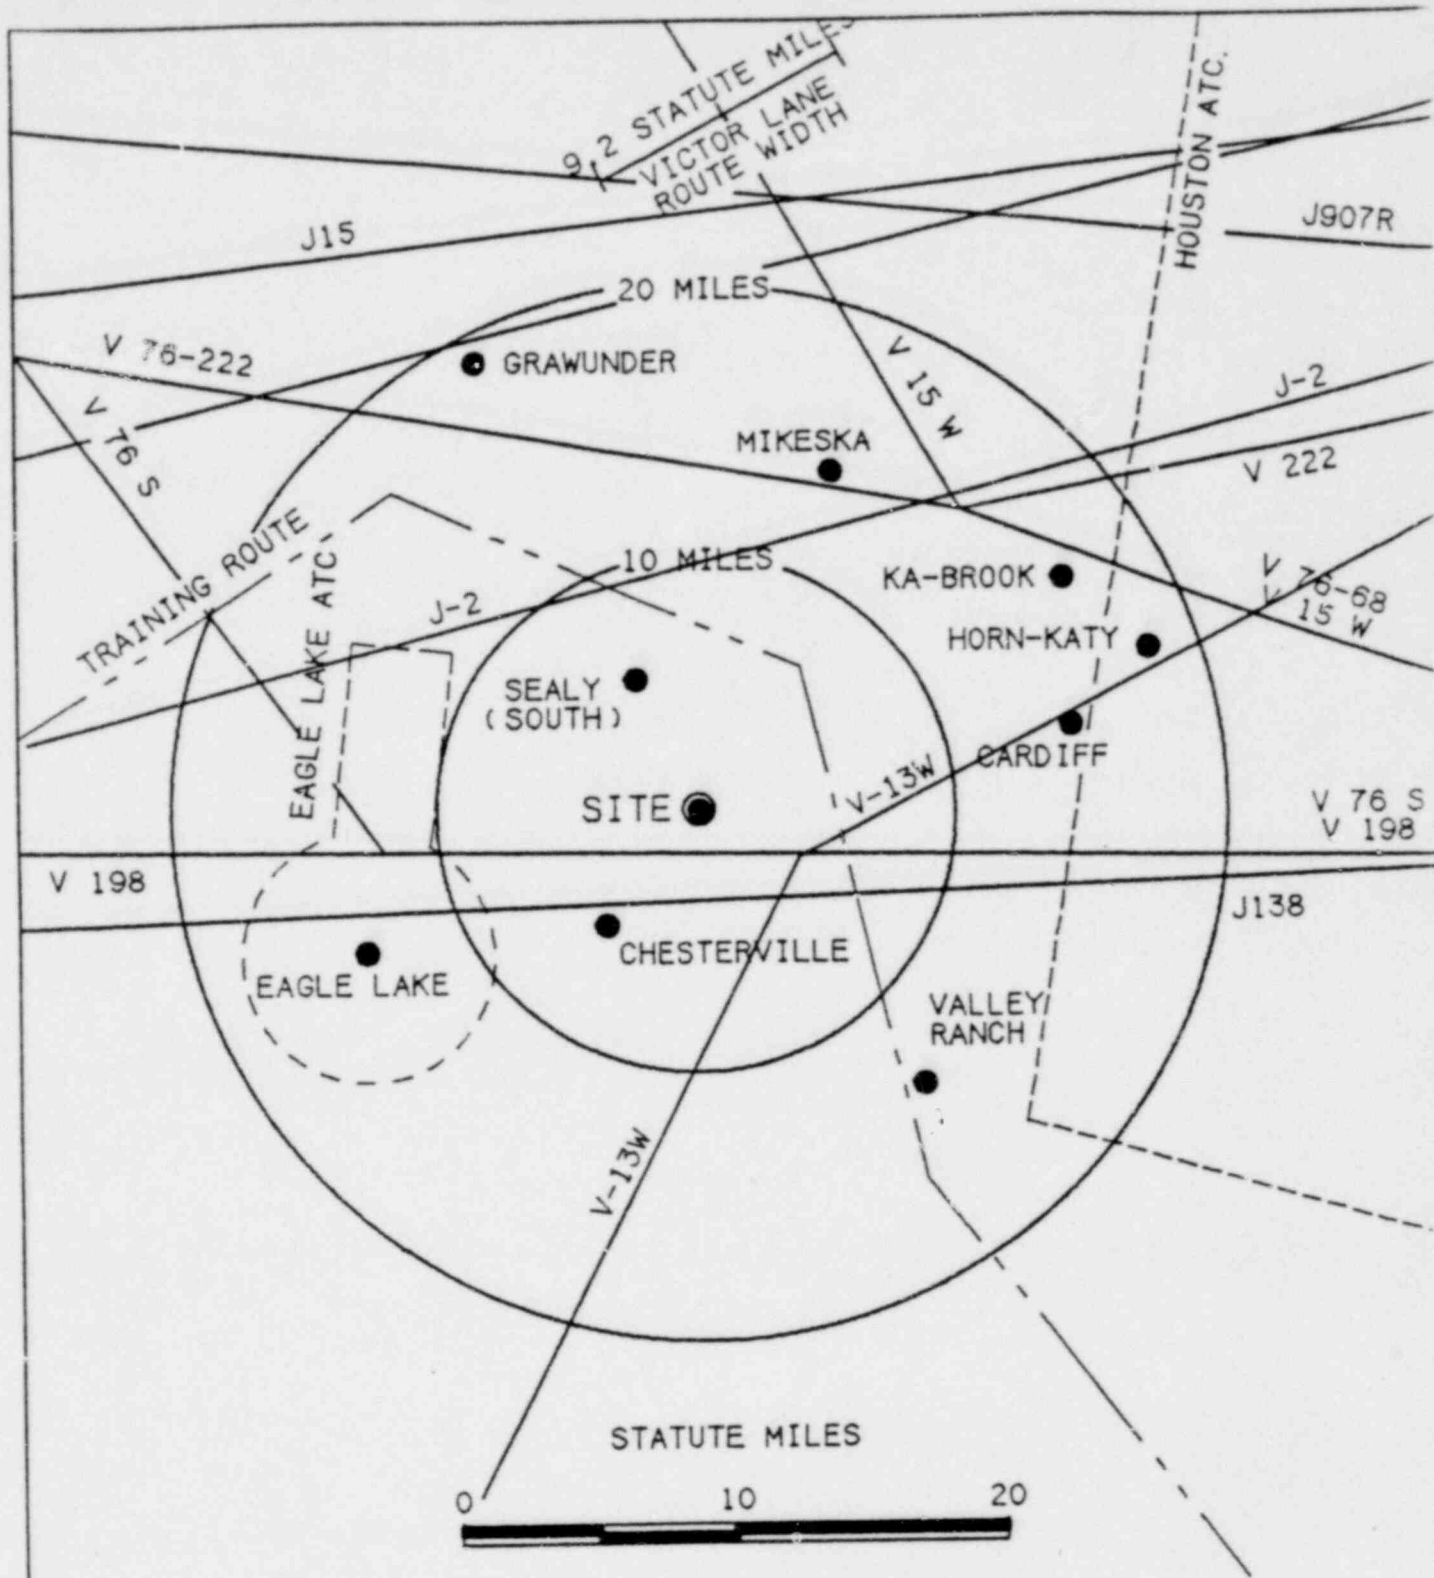 9.2 STATUTE MILES
VICTOR LANE
ROUTE WIDTH
HOUSTON ATC.
J15
J907R
20 MILES
V 76-222
GRAWUNDER
V 15 W
J-2
V 76 S
MIKESKA
V 222
TRAINING ROUTE
10 MILES
KA-BROOK
V 76-68
V 15 W
J-2
EAGLE LAKE ATC
HORN-KATY
SEALY
(SOUTH)
CARDIFF
V-13W
SITE
V 76 S
V 198
V 198
J138
CHESTERVILLE
EAGLE LAKE
VALLEY
RANCH
V-13W
STATUTE MILES
0 10 20